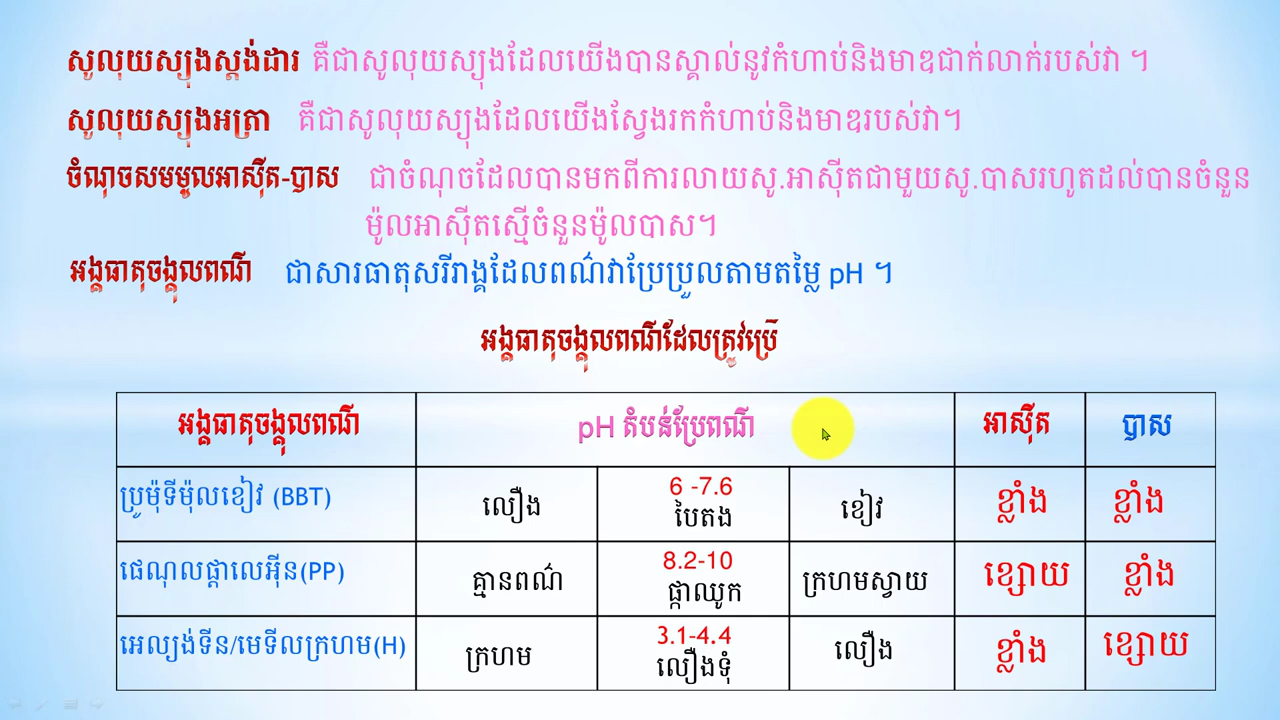 សូលុយស្យុងស្តង់ដារ គឺជាសូលុយស្យុងដែលយើងបានស្គាល់នូវកំហាប់និងមាឌជាក់លាក់របស់វា ។
សូលុយស្យុងអត្រា គឺជាសូលុយស្យុងដែលយើងស្វែងរកកំហាប់និងមាឌរបស់វា។
ចំណុចសមមូលអាស៊ីត-បាស ជាចំណុចដែលបានមកពីការលាយសូ.អាស៊ីតជាមួយសូ.បាសរហូតដល់បានចំនួន
ម៉ូលអាស៊ីតស្មើចំនួនម៉ូលបាស។
អង្គធាតុចង្អុលពណ៌ ជាសារធាតុសរីរាង្គដែលពណ៌វាប្រែប្រួលតាមតម្លៃ pH ។
អង្គធាតុចង្អុលពណ៌ដែលត្រូវប្រើ
អង្គធាតុចង្អុលពណ៌ pH តំបន់ប្រែពណ៌ អាស៊ីត បាស
ប្រូម៉ុទីម៉ុលខៀវ (BBT) លឿង 6 -7.6 បៃតង ខៀវ ខ្លាំង ខ្លាំង
ផេណុលផ្តាលេអ៊ីន(PP) គ្មានពណ៌ 8.2-10 ផ្កាឈូក ក្រហមស្វាយ ខ្សោយ ខ្លាំង
អេល្យង់ទីន/មេទីលក្រហម(H) ក្រហម 3.1-4.4 លឿងទុំ លឿង ខ្លាំង ខ្សោយ